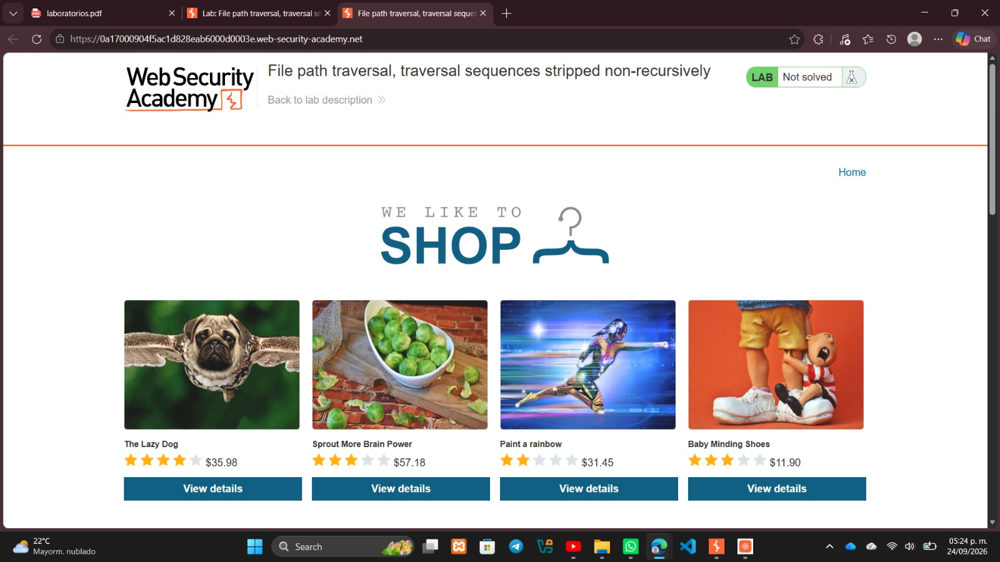 laboratorios.pdf
Lab: File path traversal, traversal se
File path traversal, traversal sequer
https://0a17000904f5ac1d828eab6000d0003e.web-security-academy.net
Chat
Web Security
Academy
File path traversal, traversal sequences stripped non-recursively
Back to lab description
LAB Not solved
Home
WE LIKE TO
SHOP
The Lazy Dog
$35.98
View details
Sprout More Brain Power
$57.18
View details
Paint a rainbow
$31.45
View details
Baby Minding Shoes
$11.90
View details
22°C
Mayorm. nublado
Search
05:24 p. m.
24/09/2026